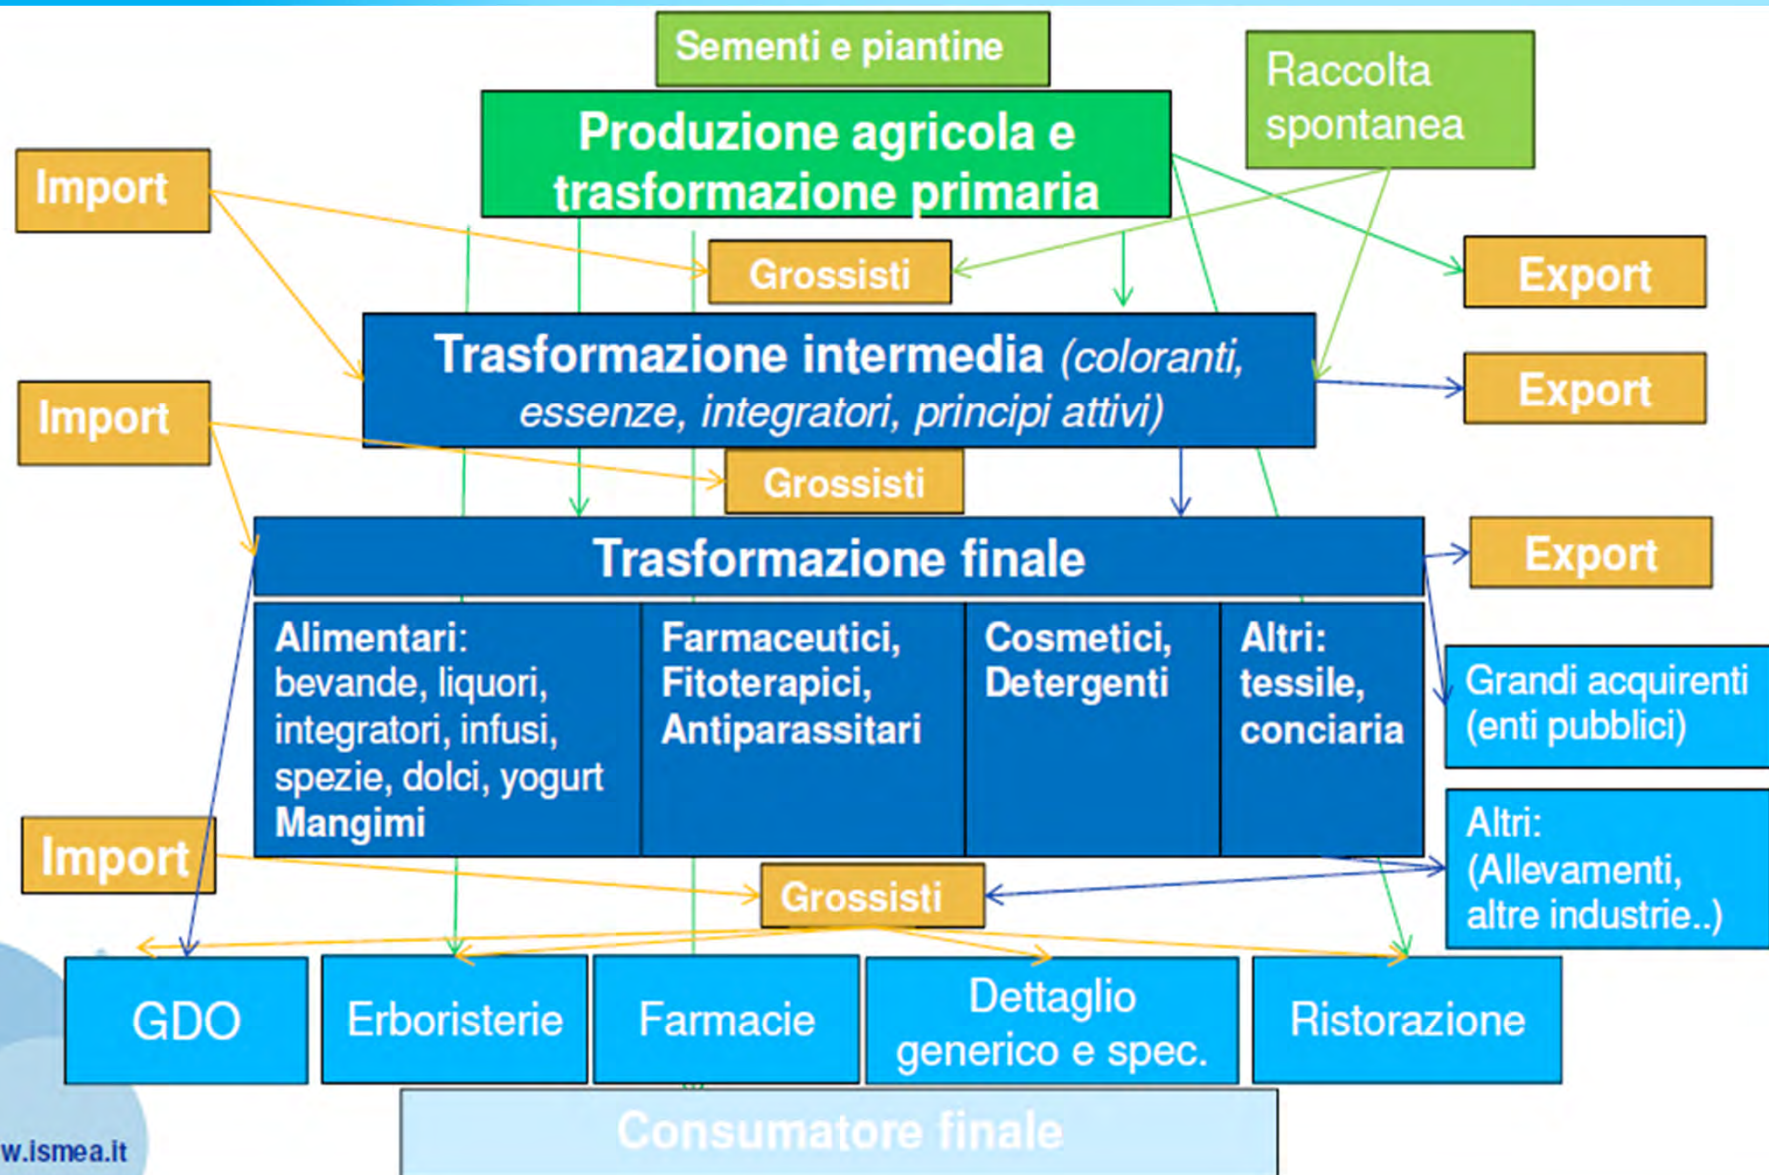 Sementi e piantine
Raccolta
spontanea
Produzione agricola e
trasformazione primaria
Import
Grossisti
Export
Trasformazione intermedia (coloranti,
essenze, integratori, principi attivi)
Export
Import
Grossisti
Trasformazione finale
Export
Alimentari:
bevande, liquori,
integratori, infusi,
spezie, dolci, yogurt
Mangimi
Farmaceutici,
Fitoterapici,
Antiparassitari
Cosmetici,
Detergenti
Altri:
tessile,
conciaria
Grandi acquirenti
(enti pubblici)
Altri:
(Allevamenti,
altre industrie..)
Import
Grossisti
GDO
Erboristerie
Farmacie
Dettaglio
generico e spec.
Ristorazione
Consumatore finale
w.ismea.it